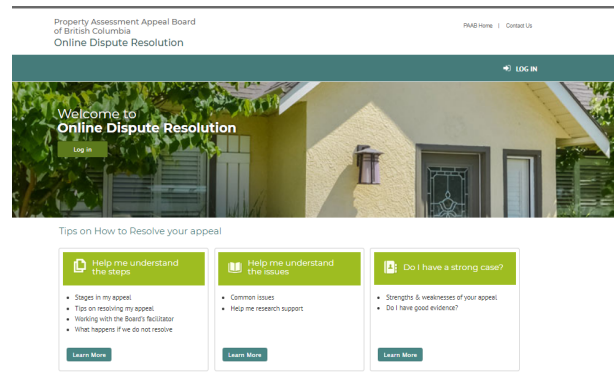 Property Assessment Appeal Board
of British Columbia
Online Dispute Resolution
PAAB Home | Contact Us
LOG IN
Welcome to
Online Dispute Resolution
Log in
Tips on How to Resolve your appeal
Help me understand
the steps
• Stages in my appeal
• Tips on resolving my appeal
• Working with the Board's facilitator
• What happens if we do not resolve
Learn More
Help me understand
the issues
• Common issues
• Help me research support
Learn More
Do I have a strong case?
• Strengths & weaknesses of your appeal
• Do I have good evidence?
Learn More